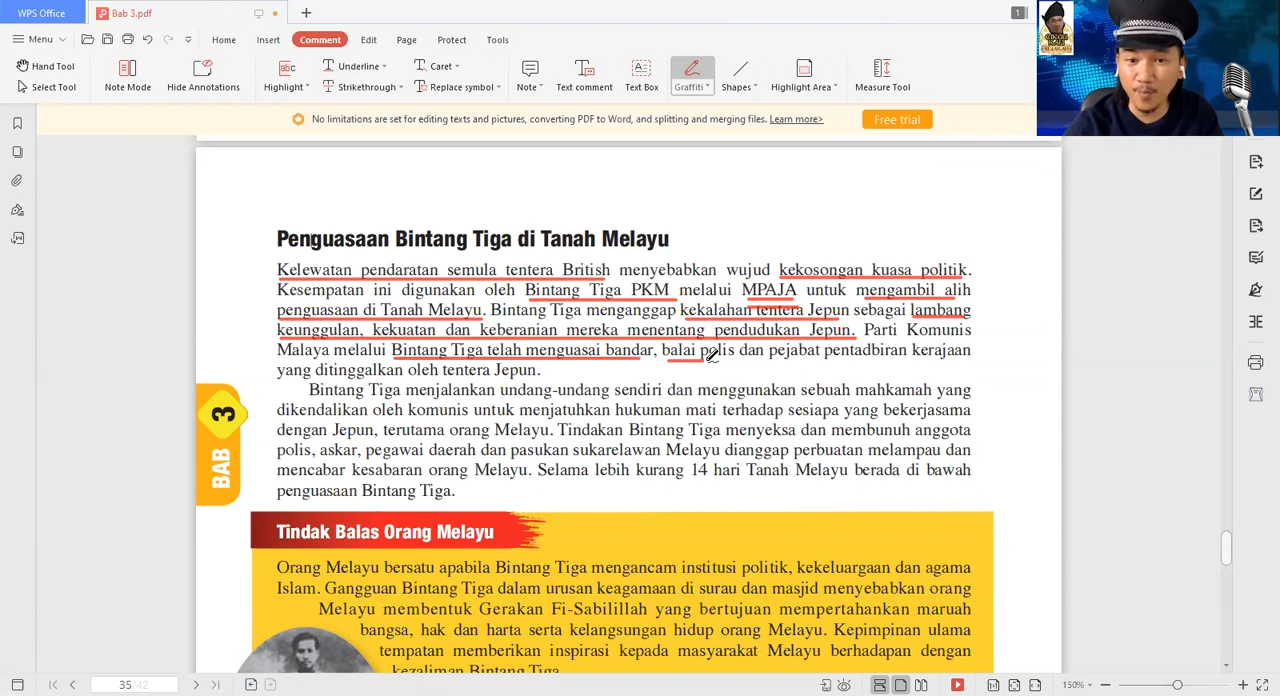 WPS Office
Bab 3.pdf
1
Menu
Home
Insert
Comment
Edit
Page
Protect
Tools
Hand Tool
Select Tool
Note Mode
Hide Annotations
Highlight
Underline
Strikethrough
Caret
Replace symbol
Note
Text comment
Text Box
Graffiti
Shapes
Highlight Area
Measure Tool
No limitations are set for editing texts and pictures, converting PDF to Word, and splitting and merging files. Learn more>
Free trial
Penguasaan Bintang Tiga di Tanah Melayu
Kelewatan pendaratan semula tentera British menyebabkan wujud kekosongan kuasa politik.
Kesempatan ini digunakan oleh Bintang Tiga PKM melalui MPAJA untuk mengambil alih
penguasaan di Tanah Melayu. Bintang Tiga menganggap kekalahan tentera Jepun sebagai lambang
keunggulan, kekuatan dan keberanian mereka menentang pendudukan Jepun. Parti Komunis
Malaya melalui Bintang Tiga telah menguasai bandar, balai polis dan pejabat pentadbiran kerajaan
yang ditinggalkan oleh tentera Jepun.
Bintang Tiga menjalankan undang-undang sendiri dan menggunakan sebuah mahkamah yang
dikendalikan oleh komunis untuk menjatuhkan hukuman mati terhadap sesiapa yang bekerjasama
dengan Jepun, terutama orang Melayu. Tindakan Bintang Tiga menyeksa dan membunuh anggota
polis, askar, pegawai daerah dan pasukan sukarelawan Melayu dianggap perbuatan melampau dan
mencabar kesabaran orang Melayu. Selama lebih kurang 14 hari Tanah Melayu berada di bawah
penguasaan Bintang Tiga.
BAB 3
Tindak Balas Orang Melayu
Orang Melayu bersatu apabila Bintang Tiga mengancam institusi politik, kekeluargaan dan agama
Islam. Gangguan Bintang Tiga dalam urusan keagamaan di surau dan masjid menyebabkan orang
Melayu membentuk Gerakan Fi-Sabilillah yang bertujuan mempertahankan maruah
bangsa, hak dan harta serta kelangsungan hidup orang Melayu. Kepimpinan ulama
tempatan memberikan inspirasi kepada masyarakat Melayu berhadapan dengan
kezaliman Bintang Tiga.
35/42
150%